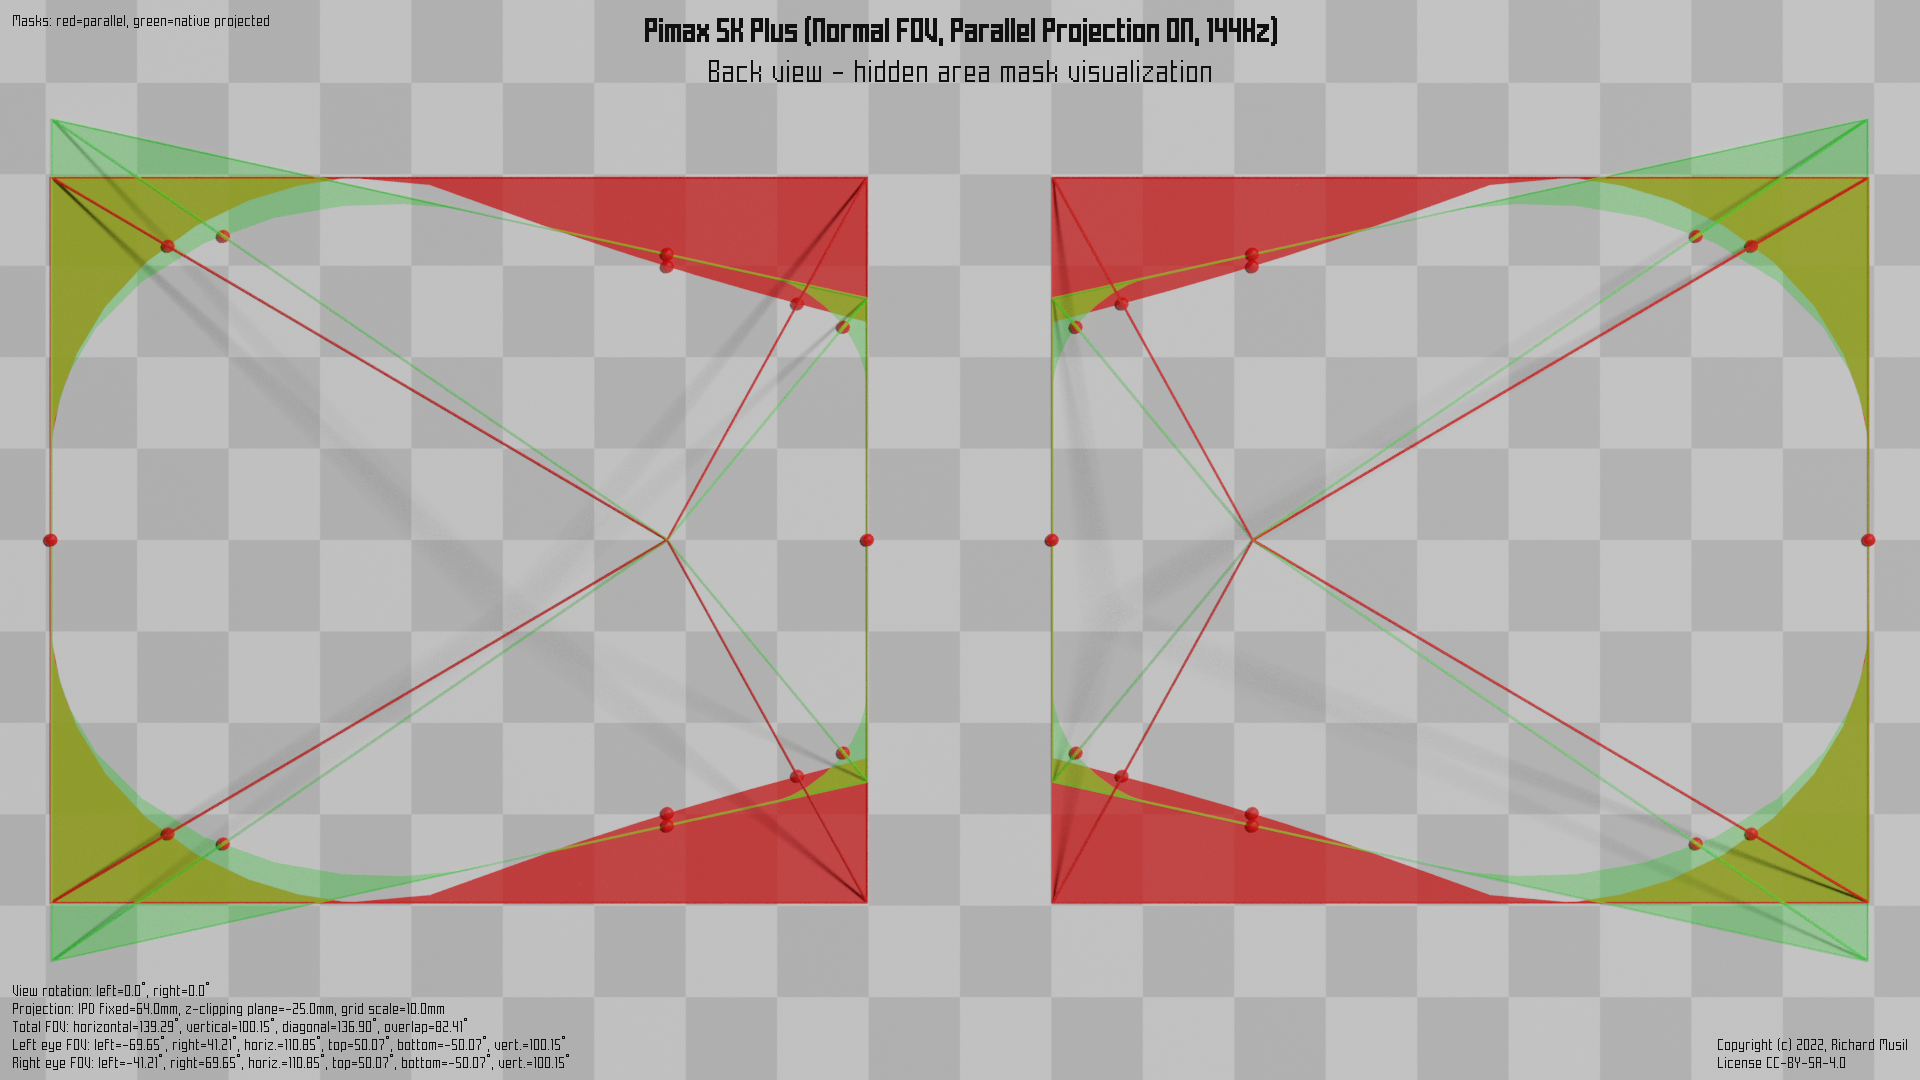 Masks: red=parallel, green=native projected
Pimax 5K Plus (Normal FOV, Parallel Projection ON, 144Hz)
Back view - hidden area mask visualization
View rotation: left=0.0°, right=0.0°
Projection: IPD fixed=64.0mm, z-clipping plane=-25.0mm, grid scale=10.0mm
Total FOV: horizontal=139.29°, vertical=100.15°, diagonal=136.90°, overlap=82.41°
Left eye FOV: left=-69.65°, right=41.21°, horiz.=110.85°, top=50.07°, bottom=-50.07°, vert.=100.15°
Right eye FOV: left=-41.21°, right=69.65°, horiz.=110.85°, top=50.07°, bottom=-50.07°, vert.=100.15°
Copyright (c) 2022, Richard Musil
License CC-BY-SA-4.0